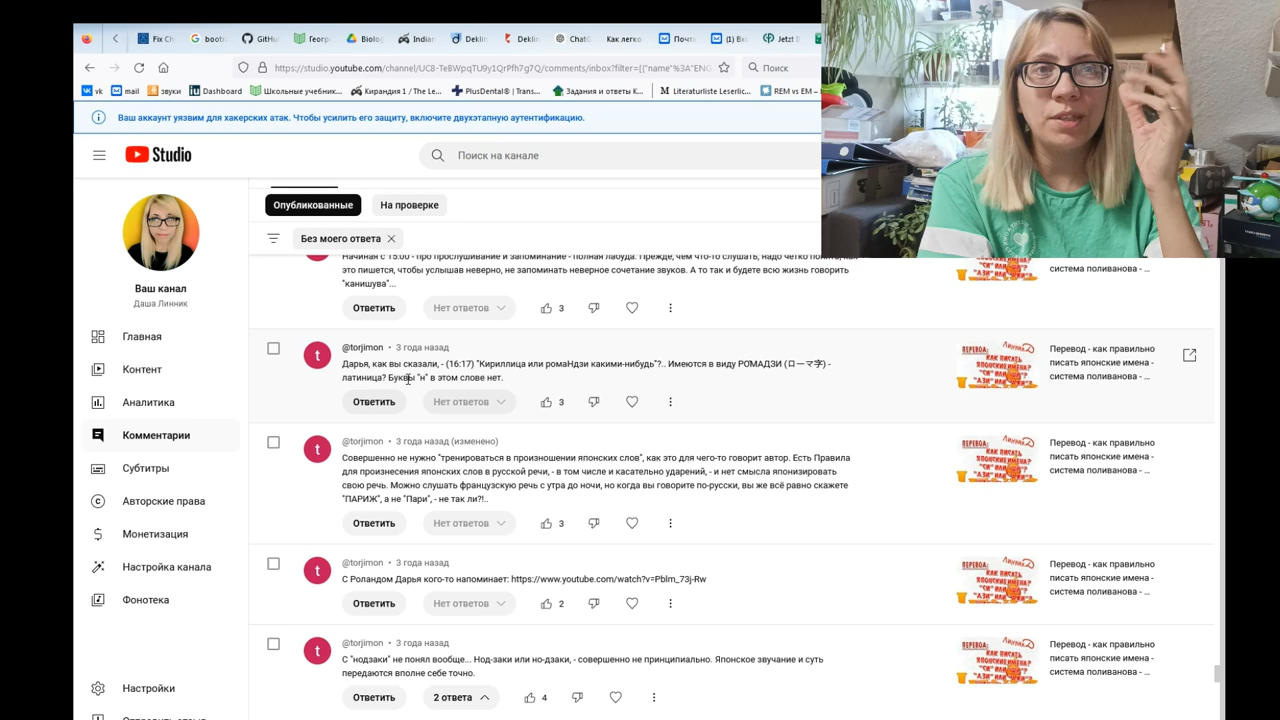 Fix Ch
boots
GitHu
Геогр
Биолог
Indian
Deklin
Deklin
ChatG
Как легко
Почта
(1) Вх
Jetzt D
https://studio.youtube.com/channel/UC8-TeBWpqTU9y1QrPfh7g7Q/comments/inbox?filter=[{"name"%3A"ENG
Поиск
vk
mail
звуки
Dashboard
Школьные учебник...
Кирандия 1 / The Le...
PlusDental® | Trans...
Задания и ответы К...
Literaturliste Leserlic...
REM vs EM?
Ваш аккаунт уязвим для хакерских атак. Чтобы усилить его защиту, включите двухэтапную аутентификацию.
Studio
Поиск на канале
Опубликованные
На проверке
Без моего ответа
Ваш канал
Даша Линник
Главная
Контент
Аналитика
Комментарии
Субтитры
Авторские права
Монетизация
Настройка канала
Фонотека
Настройки
Начиная с 15:00 - про прослушивание и запоминание - полная лабуда. Прежде, чем что-то слушать, надо чётко понять, как
это пишется, чтобы услышав неверно, не запоминать неверное сочетание звуков. А то так и будете всю жизнь говорить
"канишува"...
Ответить
Нет ответов
3
система поливанова - ...
@torjimon • 3 года назад
Дарья, как вы сказали, - (16:17) "Кириллица или ромаНдзи какими-нибудь"?.. Имеются в виду РО̄МАДЗИ (ローマ字) -
латиница? Буквы "н" в этом слове нет.
Ответить
Нет ответов
3
Перевод - как правильно
писать японские имена -
система поливанова - ...
@torjimon • 3 года назад (изменено)
Совершенно не нужно "тренироваться в произношении японских слов", как это для чего-то говорит автор. Есть Правила
для произнесения японских слов в русской речи, - в том числе и касательно ударений, - и нет смысла японизировать
свою речь. Можно слушать французскую речь с утра до ночи, но когда вы говорите по-русски, вы же всё равно скажете
"ПАРИЖ", а не "Пари", - не так ли?!..
Ответить
Нет ответов
3
Перевод - как правильно
писать японские имена -
система поливанова - ...
@torjimon • 3 года назад
С Роландом Дарья кого-то напоминает: https://www.youtube.com/watch?v=Pblm_73j-Rw
Ответить
Нет ответов
2
Перевод - как правильно
писать японские имена -
система поливанова - ...
@torjimon • 3 года назад
С "нодзаки" не понял вообще... Нод-заки или но-дзаки, - совершенно не принципиально. Японское звучание и суть
передаются вполне себе точно.
Ответить
2 ответа
4
Перевод - как правильно
писать японские имена -
система поливанова - ...